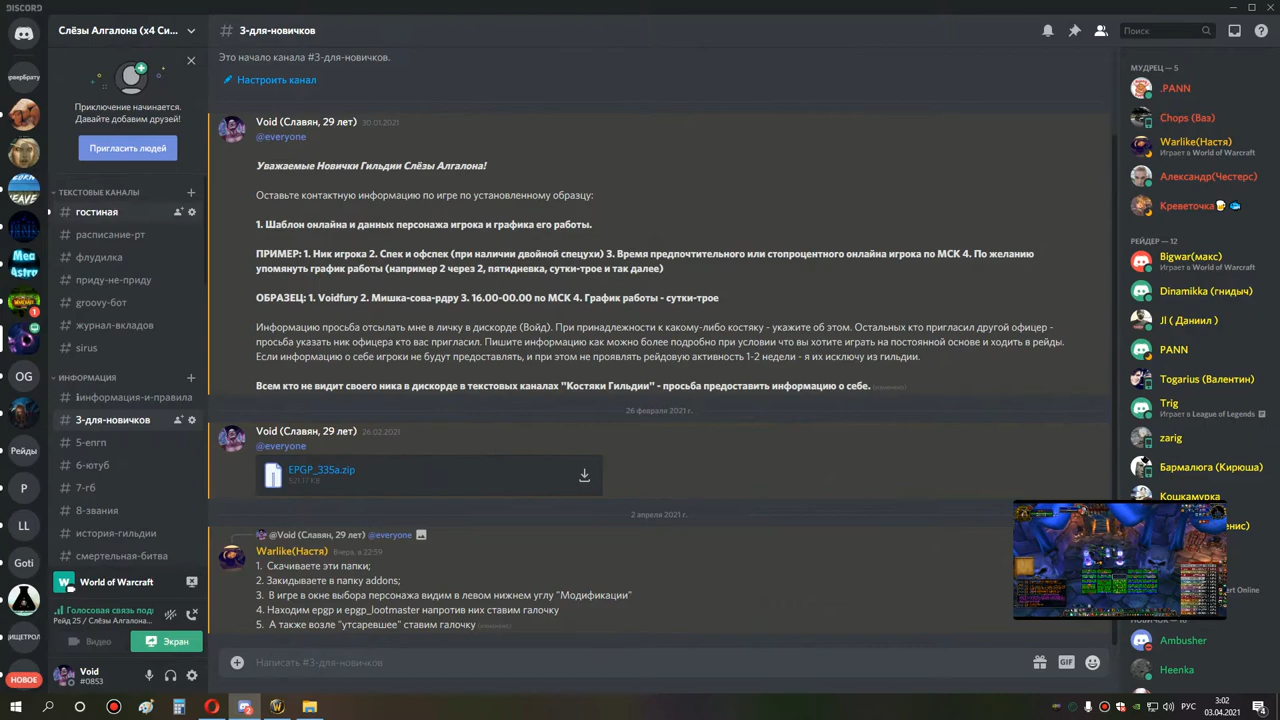 DISCORD
Слёзы Алгалона (x4 Си...
3-для-новичков
Поиск
Приключение начинается.
Давайте добавим друзей!
Пригласить людей
ТЕКСТОВЫЕ КАНАЛЫ
гостиная
расписание-рт
флудилка
приду-не-приду
groovy-бот
журнал-вкладов
sirus
ИНФОРМАЦИЯ
информация-и-правила
3-для-новичков
5-епгп
6-ютуб
7-гб
8-звания
история-гильдии
смертельная-битва
World of Warcraft
Голосовая связь под
Рейд 25 / Слёзы Алгалона...
Видео
Экран
Void
#0853
OG
Рейды
P
LL
Goti
НОВОЕ
1
Это начало канала #3-для-новичков.
Настроить канал
Void (Славян, 29 лет) 30.01.2021
@everyone
Уважаемые Новички Гильдии Слёзы Алгалона!
Оставьте контактную информацию по игре по установленному образцу:
1. Шаблон онлайна и данных персонажа игрока и графика его работы.
ПРИМЕР: 1. Ник игрока 2. Спек и офспек (при наличии двойной спецухи) 3. Время предпочтительного или стопроцентного онлайна игрока по МСК 4. По желанию
упомянуть график работы (например 2 через 2, пятидневка, сутки-трое и так далее)
ОБРАЗЕЦ: 1. Voidfury 2. Мишка-сова-рдру 3. 16.00-00.00 по МСК 4. График работы - сутки-трое
Информацию просьба отсылать мне в личку в дискорде (Войд). При принадлежности к какому-либо костяку - укажите об этом. Остальных кто пригласил другой офицер -
просьба указать ник офицера кто вас пригласил. Пишите информацию как можно более подробно при условии что вы хотите играть на постоянной основе и ходить в рейды.
Если информацию о себе игроки не будут предоставлять, и при этом не проявлять рейдовую активность 1-2 недели - я их исключу из гильдии.
Всем кто не видит своего ника в дискорде в текстовых каналах "Костяки Гильдии" - просьба предоставить информацию о себе. (изменено)
26 февраля 2021 г.
Void (Славян, 29 лет) 26.02.2021
@everyone
EPGP_335a.zip
521.17 KB
2 апреля 2021 г.
@Void (Славян, 29 лет) @everyone
Warlike(Настя) Вчера, в 22:59
1. Скачиваете эти папки;
2. Закидываете в папку addons;
3. В игре в окне выбора персонажа видим в левом нижнем углу "Модификации"
4. Находим epgp и epgp_lootmaster напротив них ставим галочку
5. А также возле "утсаревшее" ставим галочку (изменено)
Написать #3-для-новичков
GIF
МУДРЕЦ — 5
.PANN
Chops (Ваз)
Warlike(Настя)
Играет в World of Warcraft
Александр(Честерс)
Креветочка
РЕЙДЕР — 12
Bigwar(макс)
Играет в World of Warcraft
Dinamikka (гнидыч)
Jl ( Даниил )
PANN
Togarius (Валентин)
Trig
Играет в League of Legends
zarig
Бармалюга (Кирюша)
Кошкамурка
Ambusher
Heenka
РУС
3:02
03.04.2021
4